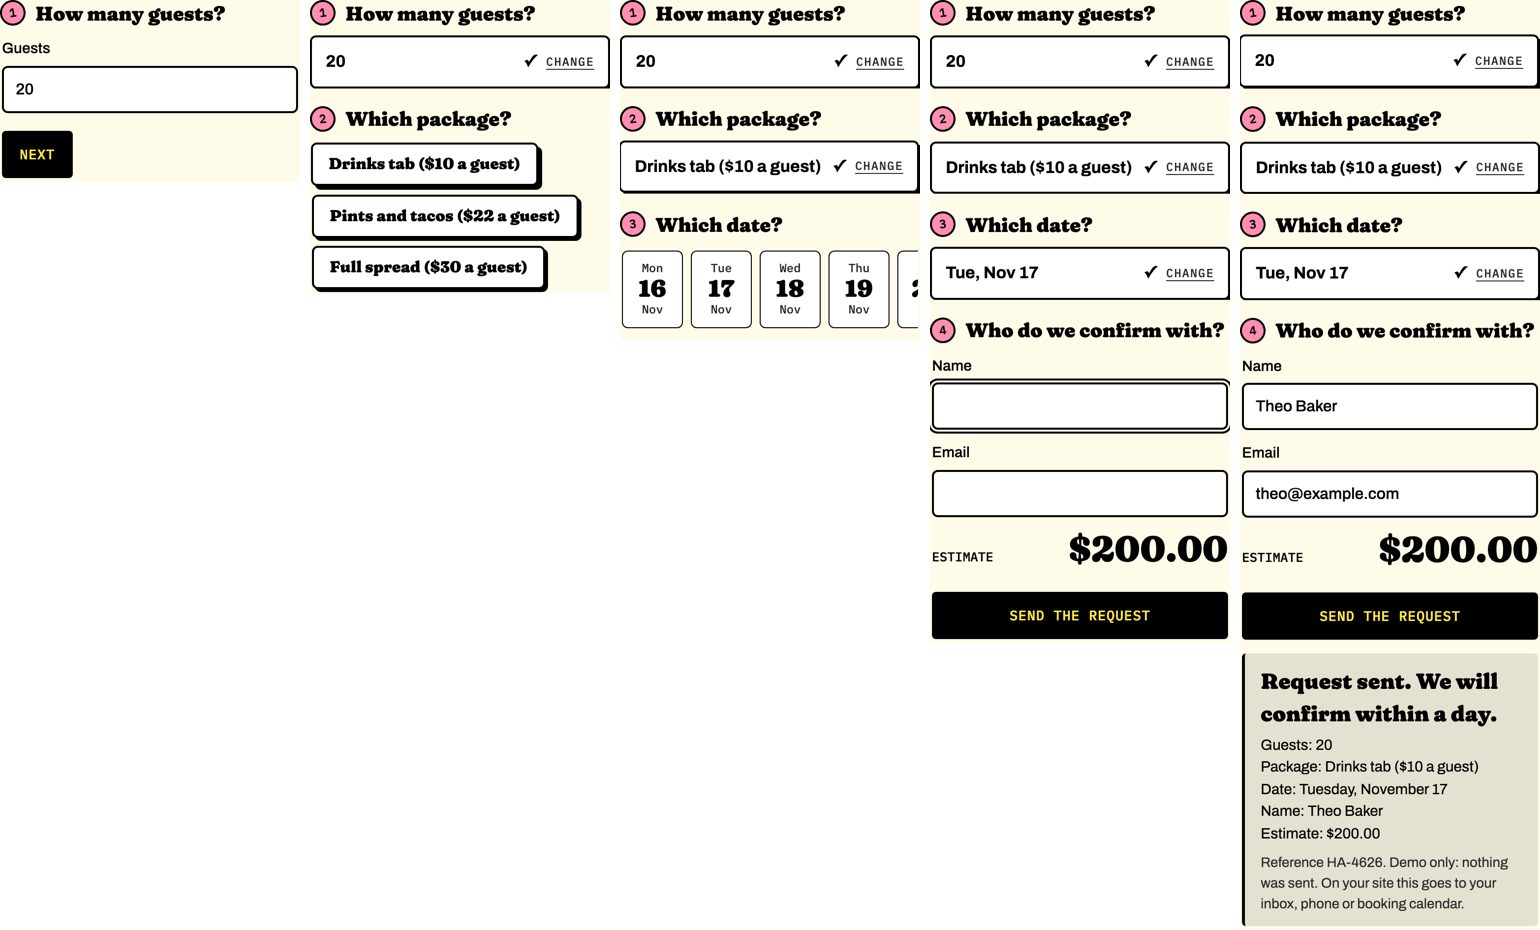 1 How many guests?
Guests
20
NEXT
1 How many guests?
20 ✓ CHANGE
2 Which package?
Drinks tab ($10 a guest)
Pints and tacos ($22 a guest)
Full spread ($30 a guest)
1 How many guests?
20 ✓ CHANGE
2 Which package?
Drinks tab ($10 a guest) ✓ CHANGE
3 Which date?
Mon Tue Wed Thu
16 17 18 19
Nov Nov Nov Nov
1 How many guests?
20 ✓ CHANGE
2 Which package?
Drinks tab ($10 a guest) ✓ CHANGE
3 Which date?
Tue, Nov 17 ✓ CHANGE
4 Who do we confirm with?
Name
Email
ESTIMATE $200.00
SEND THE REQUEST
1 How many guests?
20 ✓ CHANGE
2 Which package?
Drinks tab ($10 a guest) ✓ CHANGE
3 Which date?
Tue, Nov 17 ✓ CHANGE
4 Who do we confirm with?
Name
Theo Baker
Email
theo@example.com
ESTIMATE $200.00
SEND THE REQUEST
Request sent. We will
confirm within a day.
Guests: 20
Package: Drinks tab ($10 a guest)
Date: Tuesday, November 17
Name: Theo Baker
Estimate: $200.00
Reference HA-4626. Demo only: nothing
was sent. On your site this goes to your
inbox, phone or booking calendar.